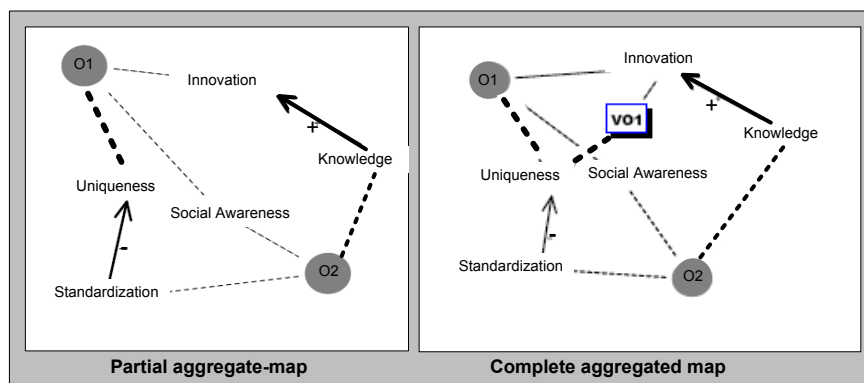 O1
Innovation
+
Knowledge
Uniqueness
Social Awareness
-
O2
Standardization
Partial aggregate-map
Innovation
O1
+
VO1
Knowledge
Uniqueness
Social Awareness
-
Standardization
O2
Complete aggregated map